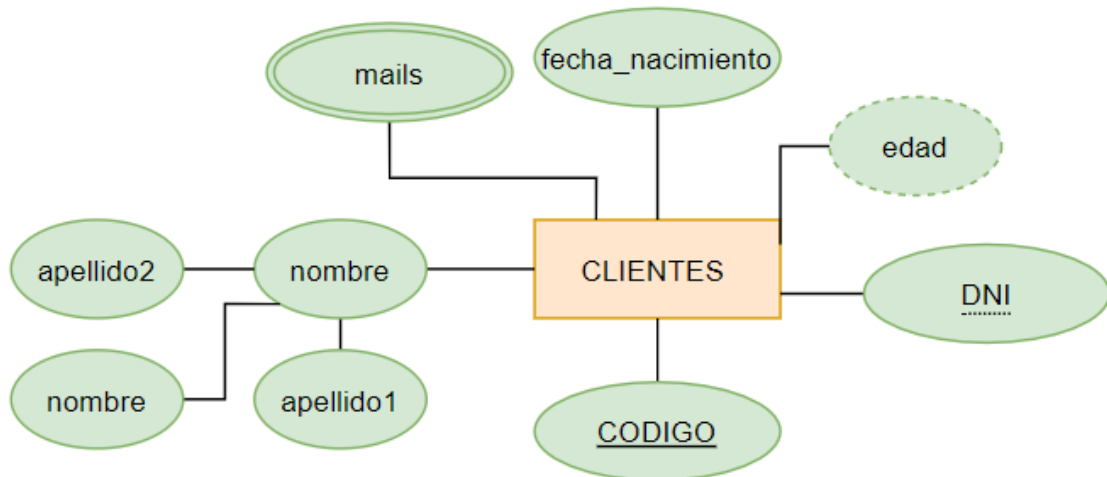 mails
fecha_nacimiento
edad
apellido2
nombre
CLIENTES
DNI
nombre
apellido1
CODIGO